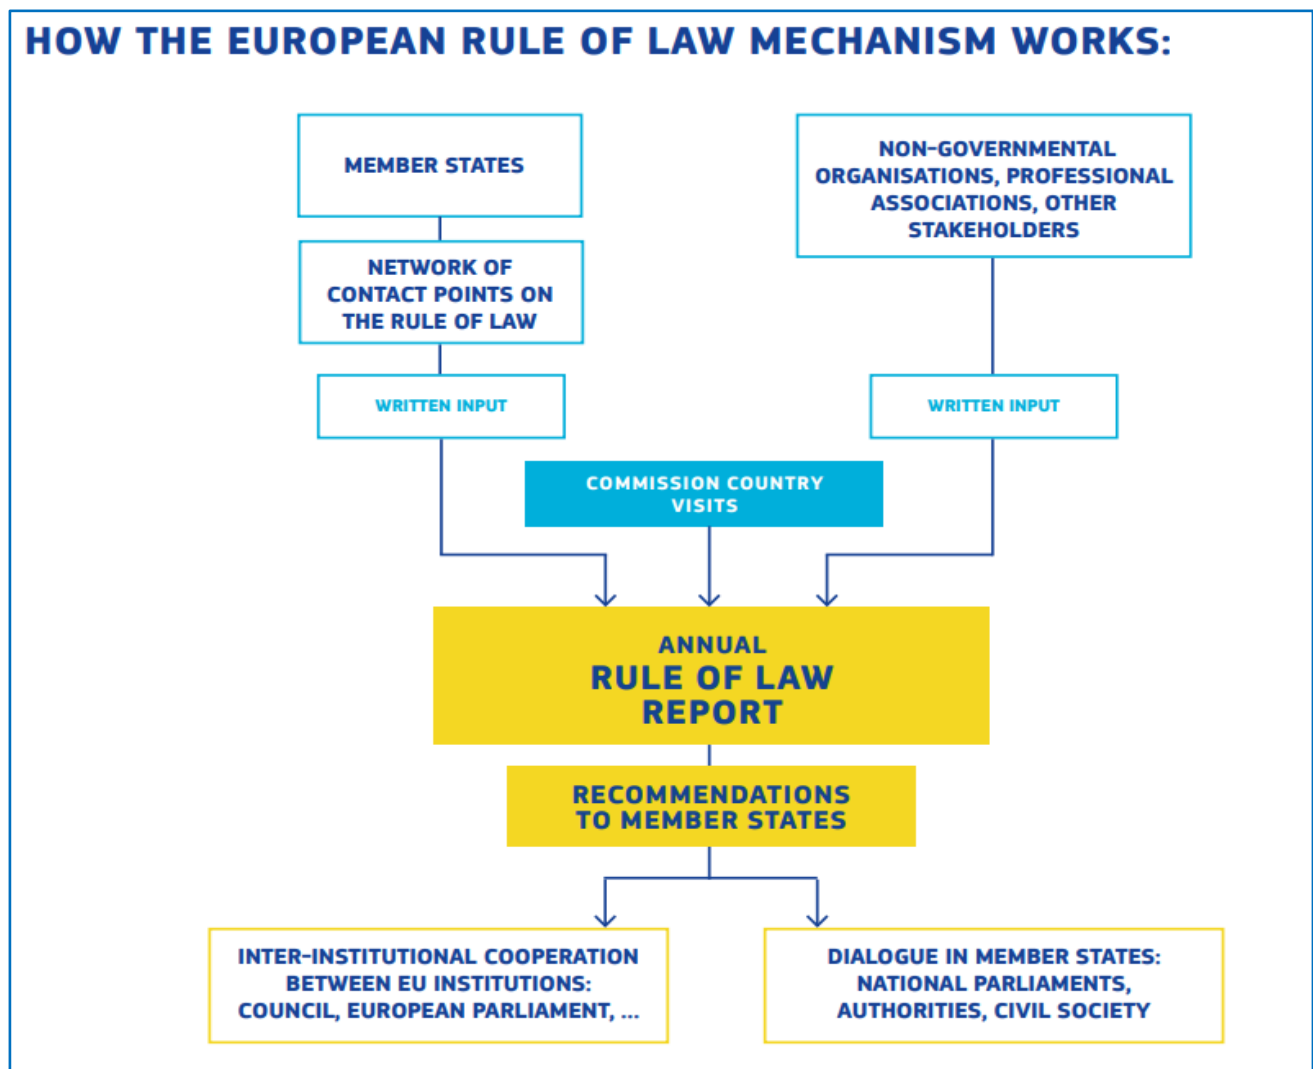 HOW THE EUROPEAN RULE OF LAW MECHANISM WORKS:
MEMBER STATES
NON-GOVERNMENTAL
ORGANISATIONS, PROFESSIONAL
ASSOCIATIONS, OTHER
STAKEHOLDERS
NETWORK OF
CONTACT POINTS ON
THE RULE OF LAW
WRITTEN INPUT
WRITTEN INPUT
COMMISSION COUNTRY
VISITS
ANNUAL
RULE OF LAW
REPORT
RECOMMENDATIONS
TO MEMBER STATES
INTER-INSTITUTIONAL COOPERATION
BETWEEN EU INSTITUTIONS:
COUNCIL, EUROPEAN PARLIAMENT, ...
DIALOGUE IN MEMBER STATES:
NATIONAL PARLIAMENTS,
AUTHORITIES, CIVIL SOCIETY